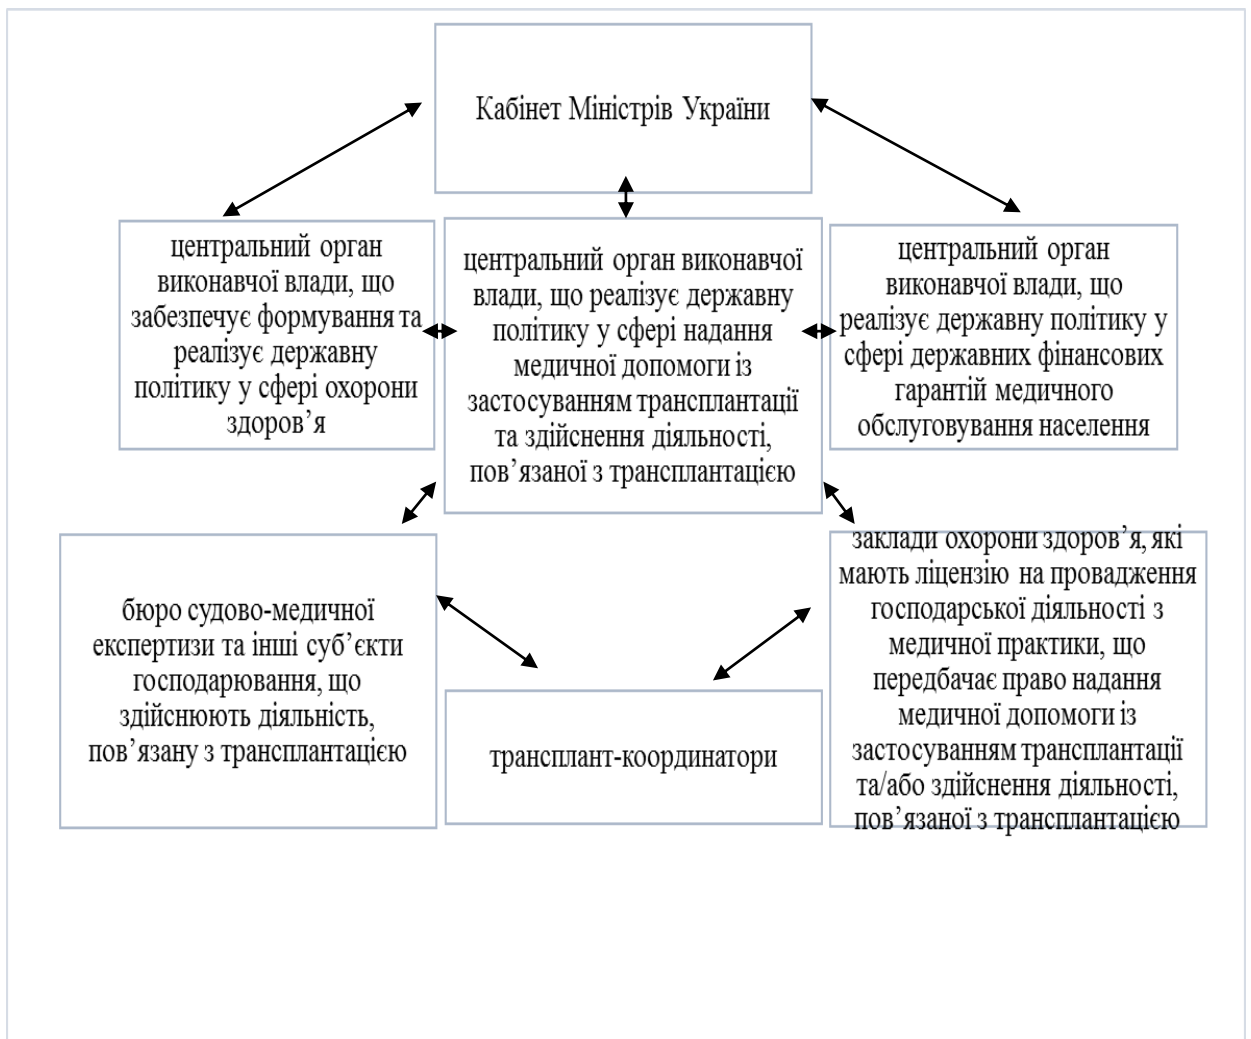 Кабінет Міністрів України
центральний орган
виконавчої влади, що
забезпечує формування та
реалізує державну
політику у сфері охорони
здоров’я
центральний орган виконавчої
влади, що реалізує державну
політику у сфері надання
медичної допомоги із
застосуванням трансплантації
та здійснення діяльності,
пов’язаної з трансплантацією
центральний орган
виконавчої влади, що
реалізує державну політику у
сфері державних фінансових
гарантій медичного
обслуговування населення
бюро судово-медичної
експертизи та інші суб’єкти
господарювання, що
здійснюють діяльність,
пов’язану з трансплантацією
трансплант-координатори
заклади охорони здоров’я, які
мають ліцензію на провадження
господарської діяльності з
медичної практики, що
передбачає право надання
медичної допомоги із
застосуванням трансплантації
та/або здійснення діяльності,
пов’язаної з трансплантацією